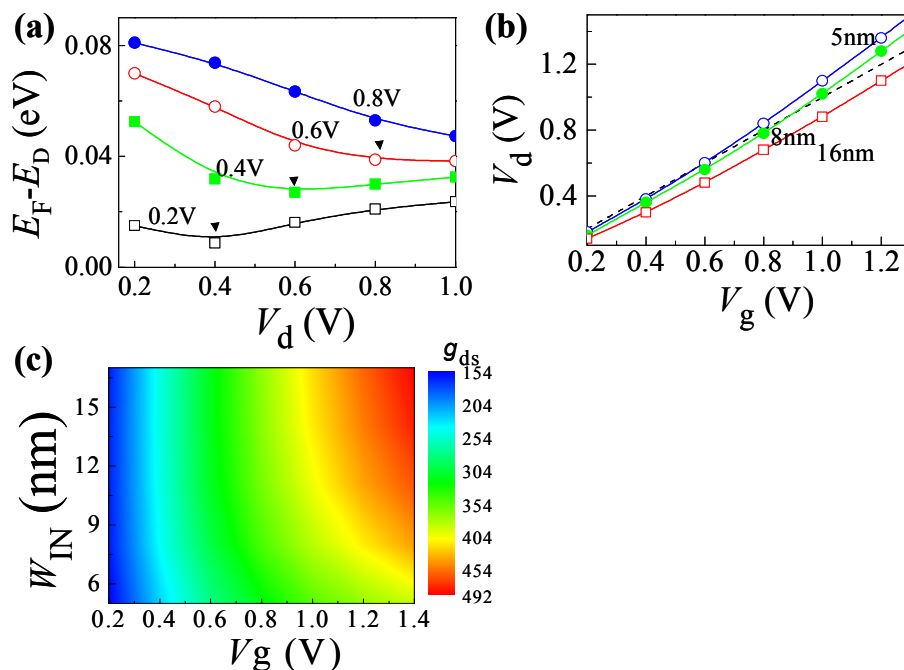 (a)
0.08
0.04
0.00
E_F-E_D (eV)
0.8V
0.6V
0.4V
0.2V
0.2 0.4 0.6 0.8 1.0
V_d (V)
(b)
1.2
0.8
0.4
V_d (V)
5nm
8nm
16nm
0.2 0.4 0.6 0.8 1.0 1.2
V_g (V)
(c)
15
12
9
6
W_IN (nm)
0.2 0.4 0.6 0.8 1.0 1.2 1.4
Vg (V)
g_ds
154
204
254
304
354
404
454
492